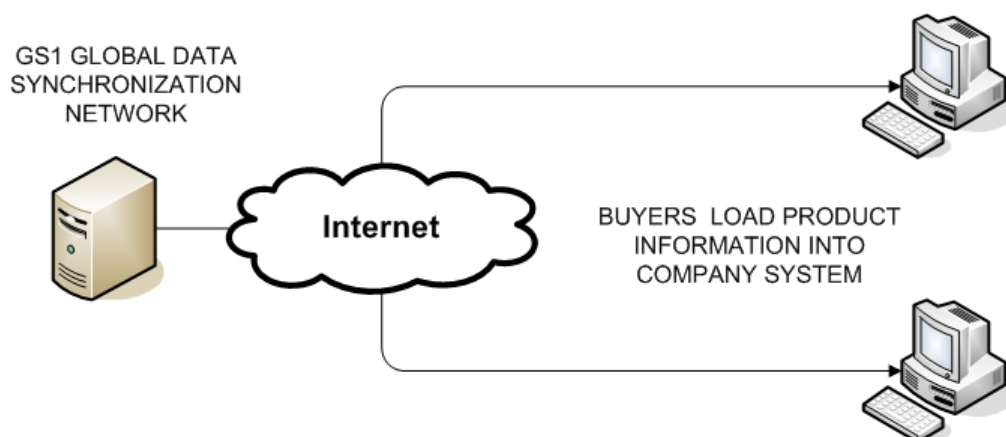 GS1 GLOBAL DATA
SYNCHRONIZATION
NETWORK
Internet
BUYERS LOAD PRODUCT
INFORMATION INTO
COMPANY SYSTEM